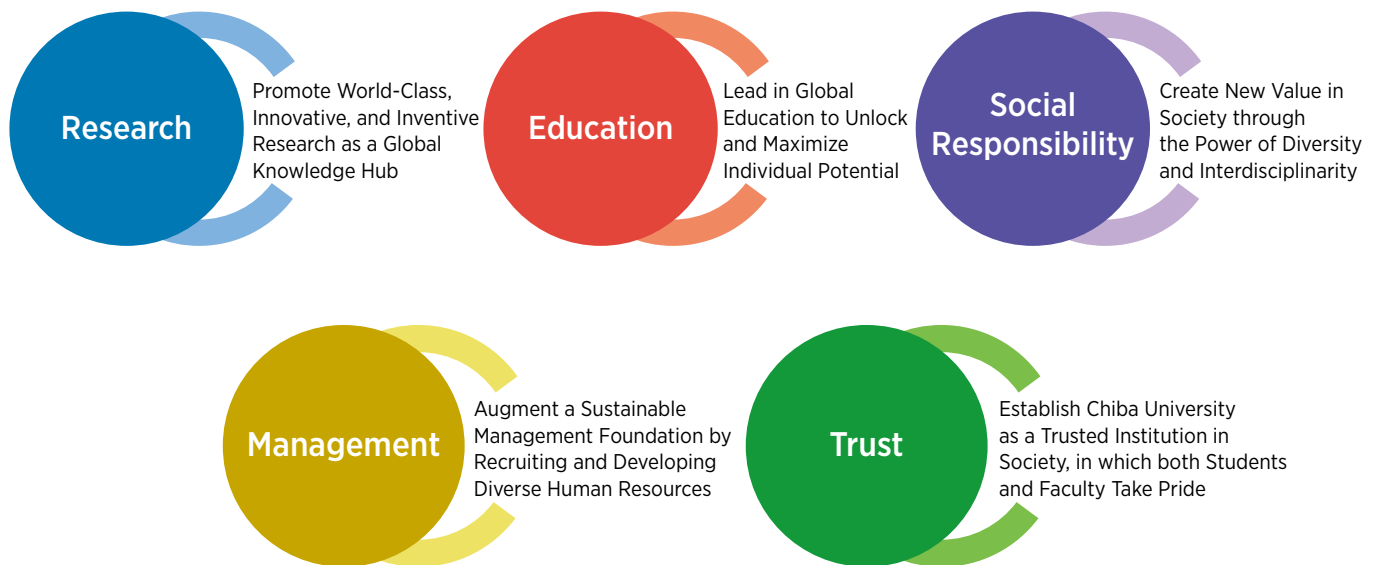 Research
Promote World-Class,
Innovative, and Inventive
Research as a Global
Knowledge Hub
Education
Lead in Global
Education to Unlock
and Maximize
Individual Potential
Social
Responsibility
Create New Value in
Society through
the Power of Diversity
and Interdisciplinarity
Management
Augment a Sustainable
Management Foundation by
Recruiting and Developing
Diverse Human Resources
Trust
Establish Chiba University
as a Trusted Institution in
Society, in which both Students
and Faculty Take Pride